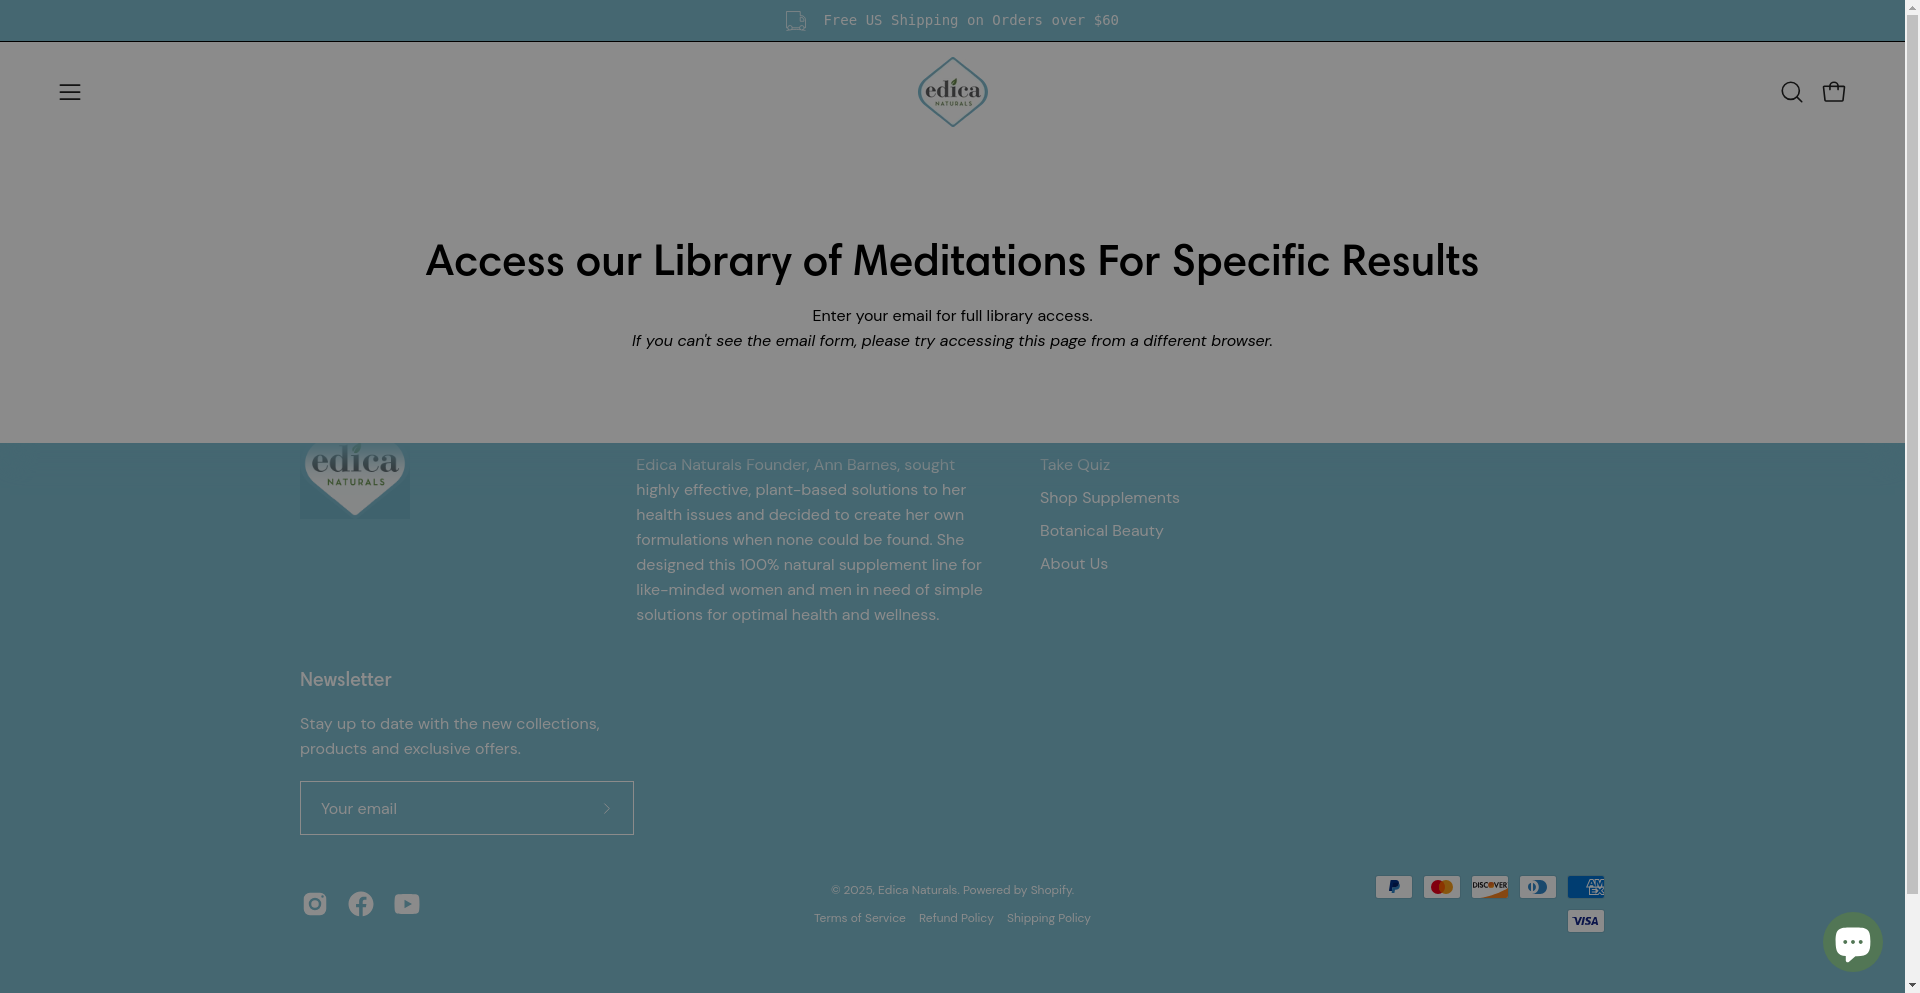 Free US Shipping on Orders over $60
edica
NATURALS
Access our Library of Meditations For Specific Results
Enter your email for full library access.
If you can't see the email form, please try accessing this page from a different browser.
edica
NATURALS
Edica Naturals Founder, Ann Barnes, sought
highly effective, plant-based solutions to her
health issues and decided to create her own
formulations when none could be found. She
designed this 100% natural supplement line for
like-minded women and men in need of simple
solutions for optimal health and wellness.
Take Quiz
Shop Supplements
Botanical Beauty
About Us
Newsletter
Stay up to date with the new collections,
products and exclusive offers.
Your email
© 2025, Edica Naturals. Powered by Shopify.
Terms of Service Refund Policy Shipping Policy
DISCOVER
AM
EX
VISA